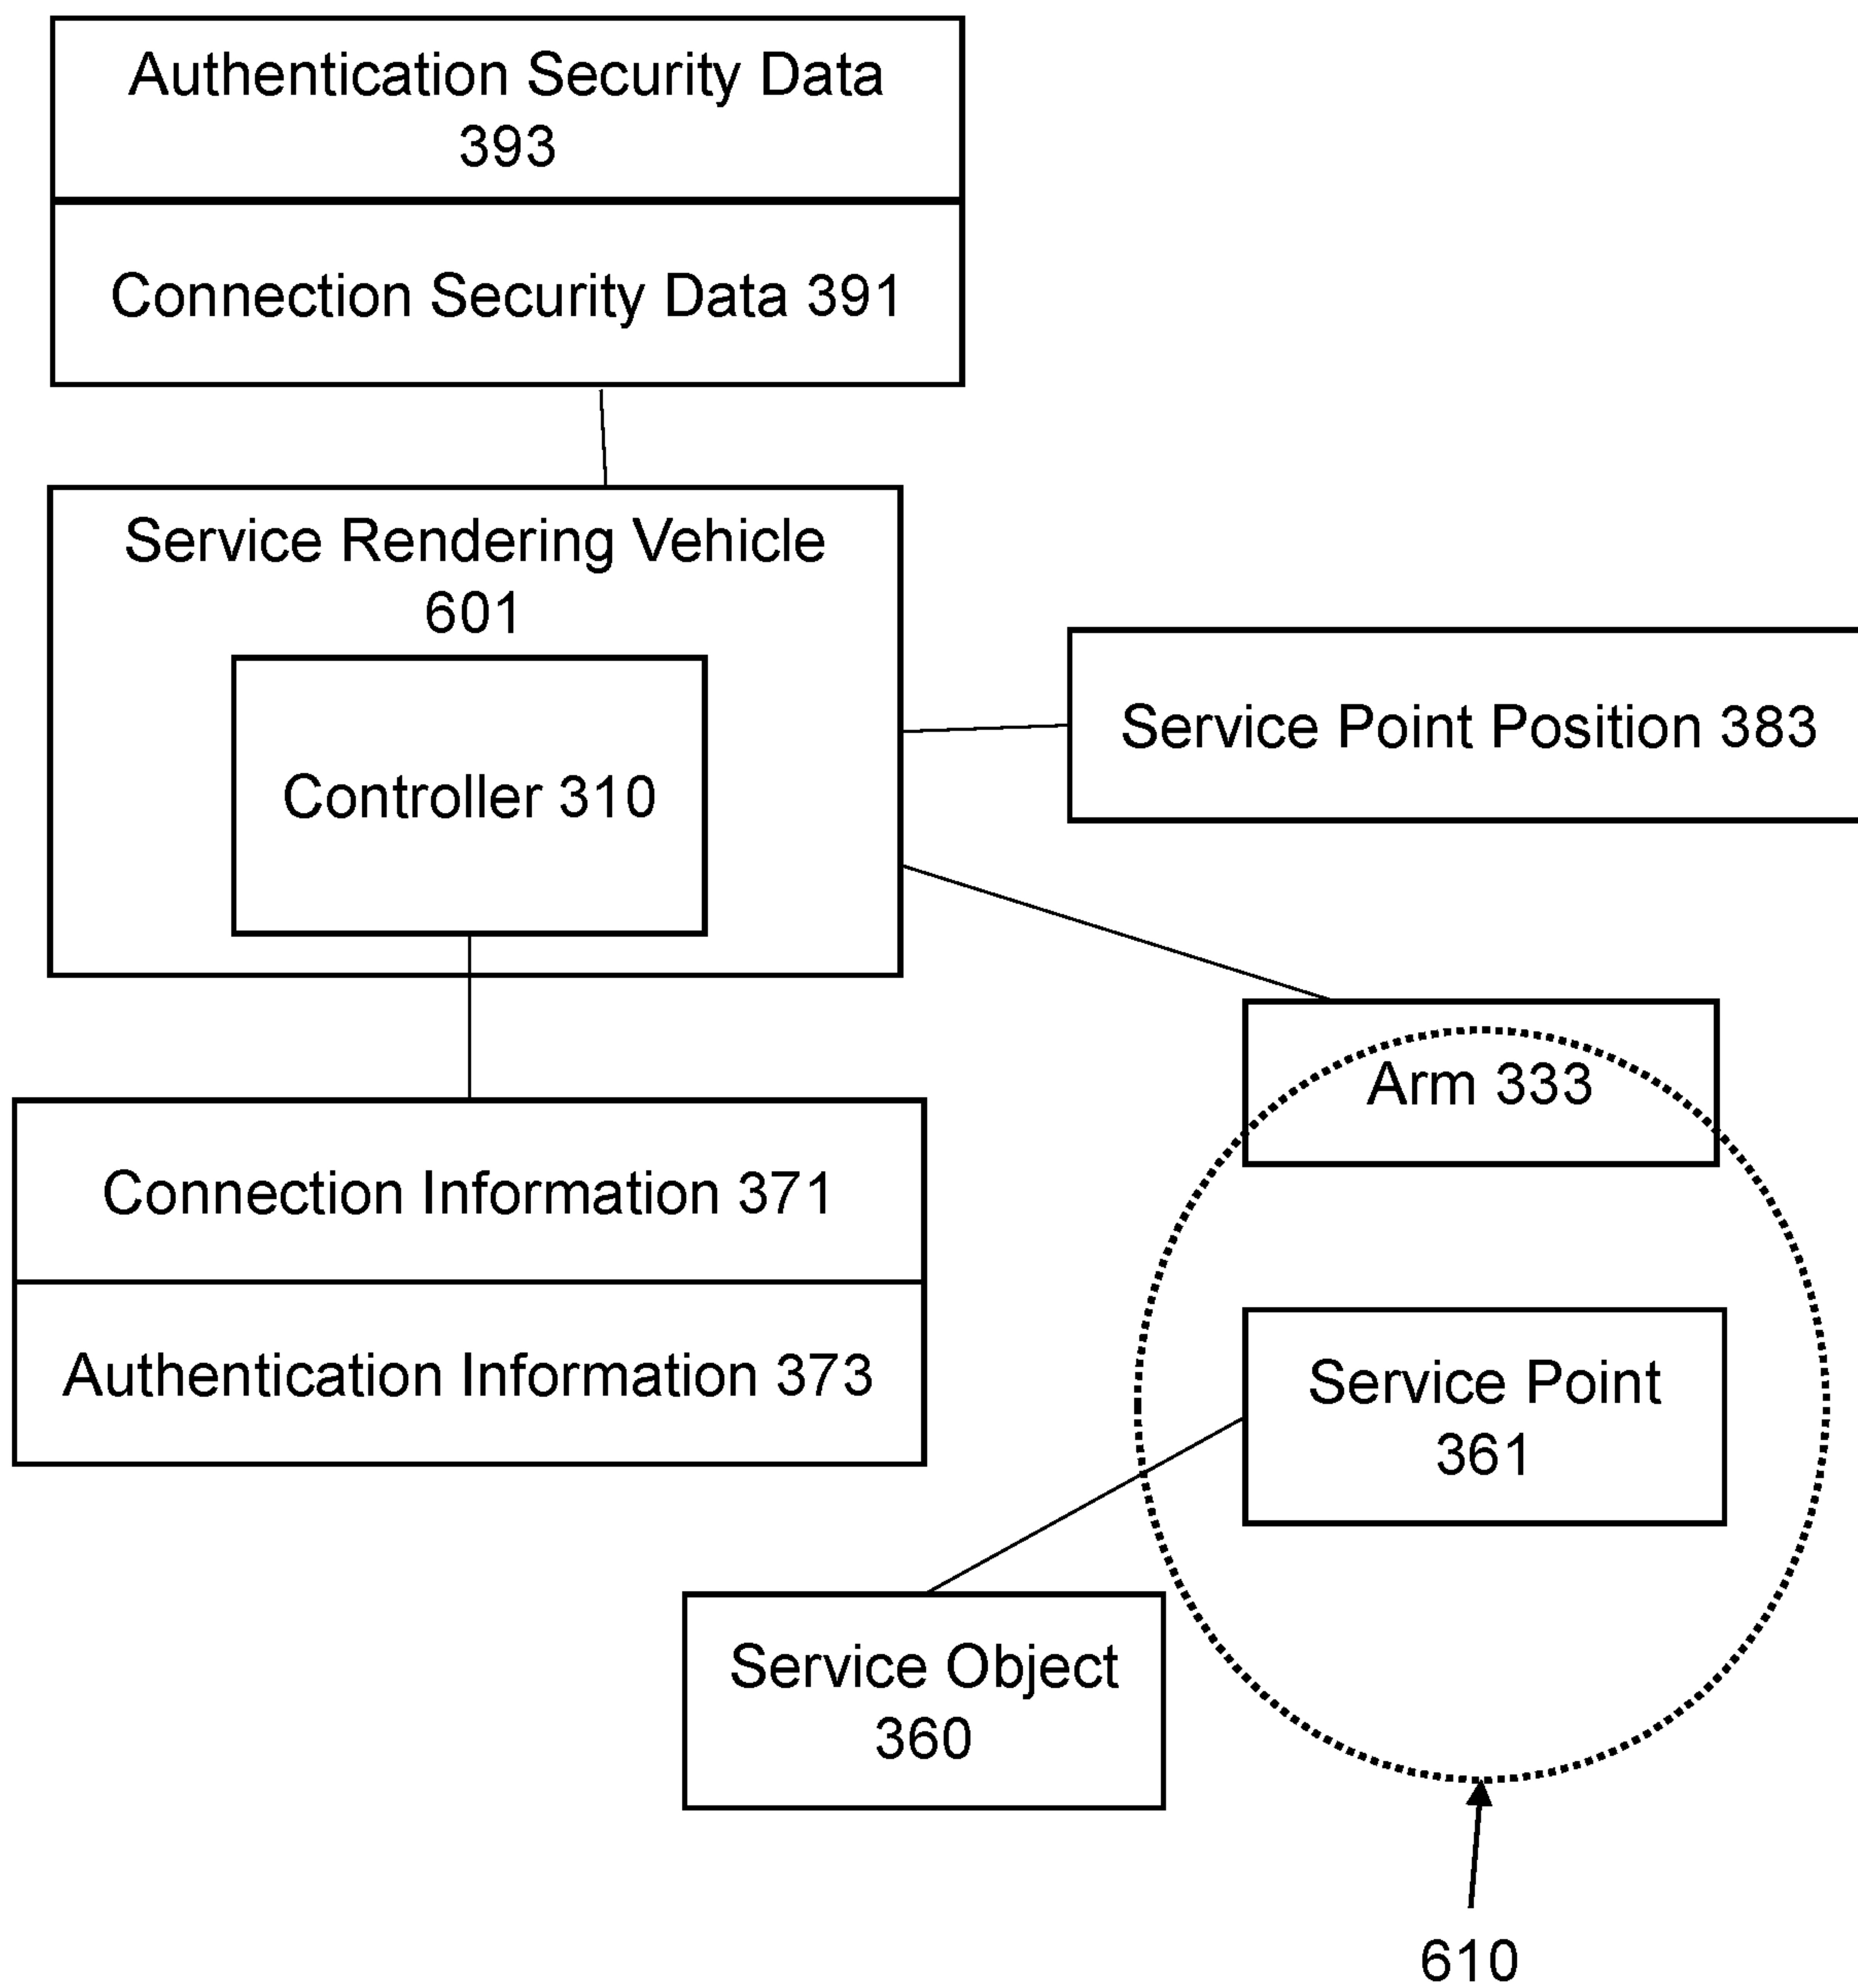 Authentication Security Data
393
Connection Security Data 391
Service Rendering Vehicle
601
Controller 310
Service Point Position 383
Arm 333
Connection Information 371
Authentication Information 373
Service Point
361
Service Object
360
610